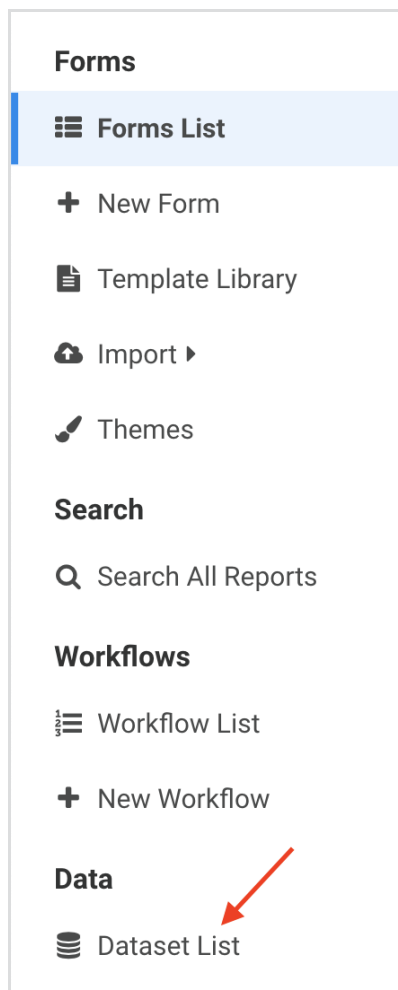 Forms
Forms List
New Form
Template Library
Import
Themes
Search
Search All Reports
Workflows
Workflow List
New Workflow
Data
Dataset List